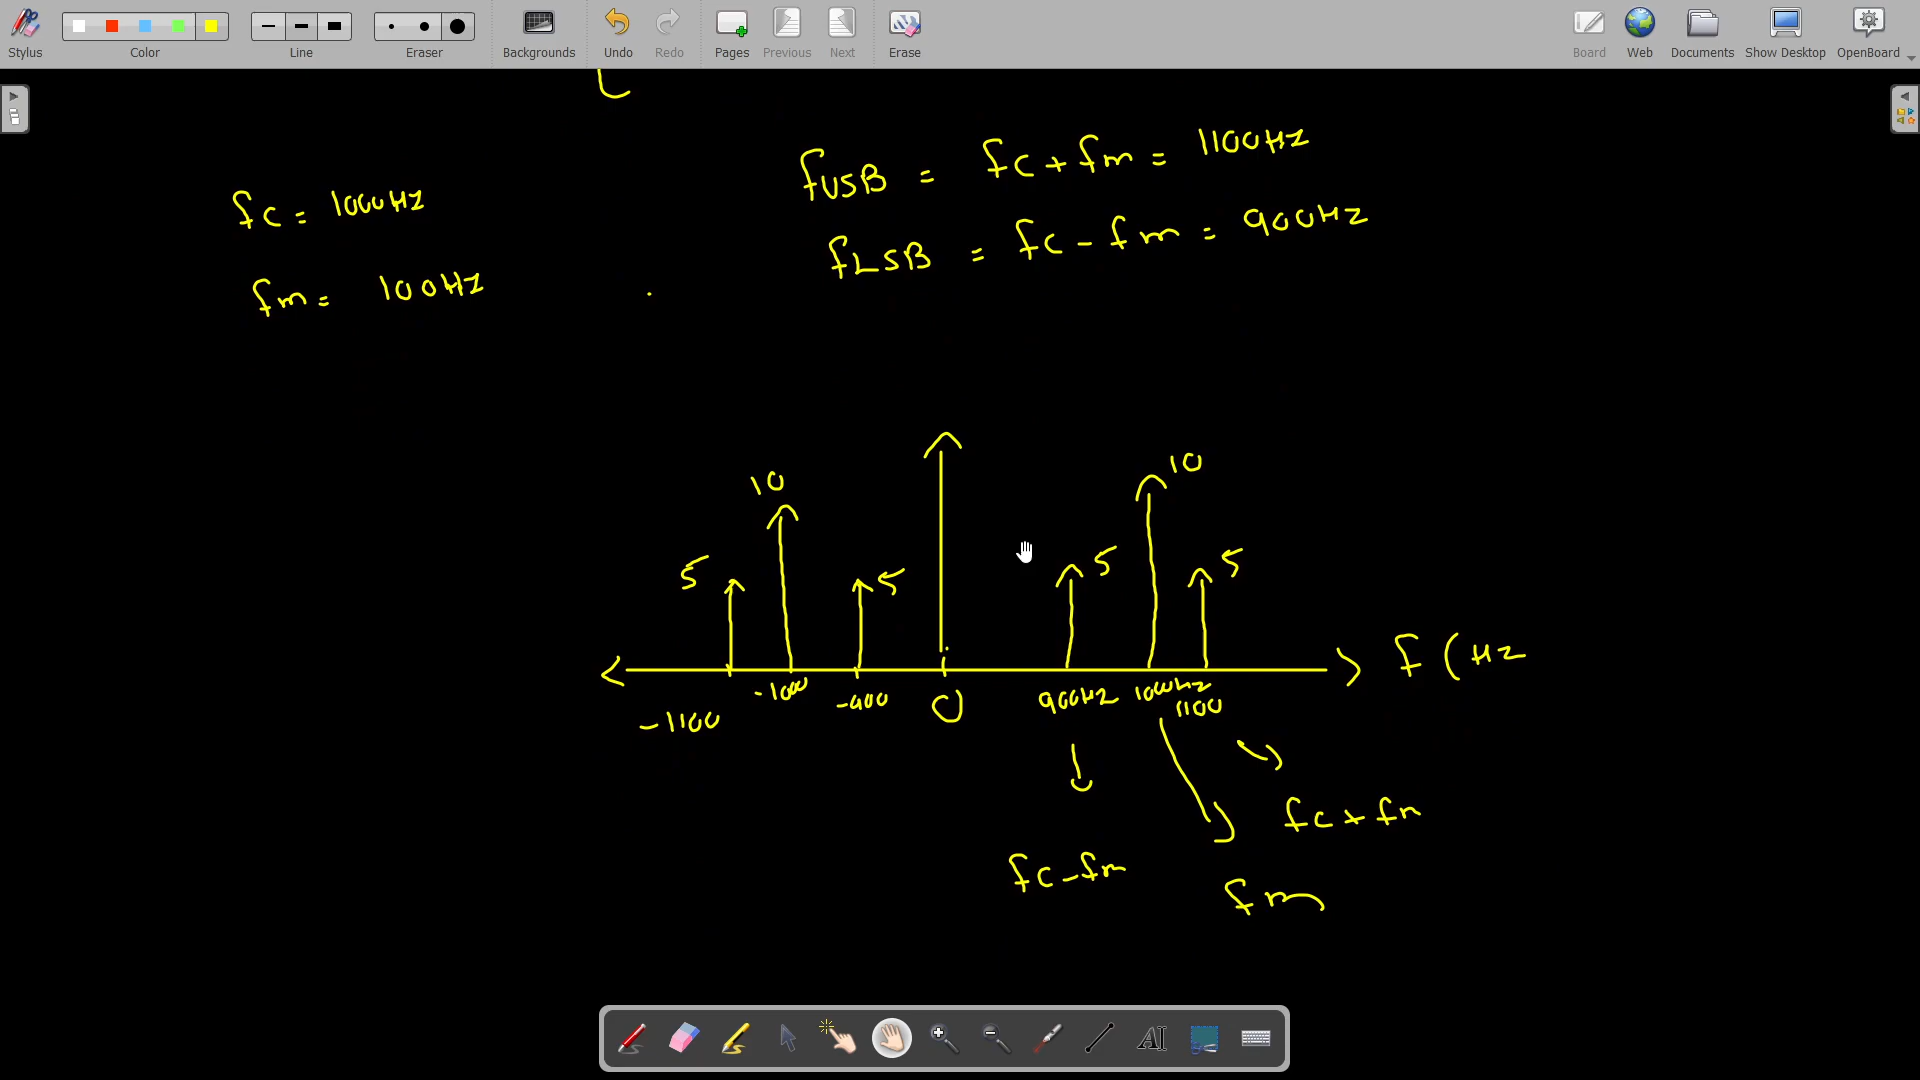 Stylus Color Line Eraser Backgrounds Undo Redo Pages Previous Next Erase Board Web Documents Show Desktop OpenBoard
fUSB = fc + fm = 1100Hz
fc = 1000Hz
fLSB = fc - fm = 900Hz
fm = 100Hz
10 10
5 5 5 5
f (Hz
-1100 -1000 -900 0 900Hz 1000Hz 1100
fc + fm
fc - fm
fm
AI